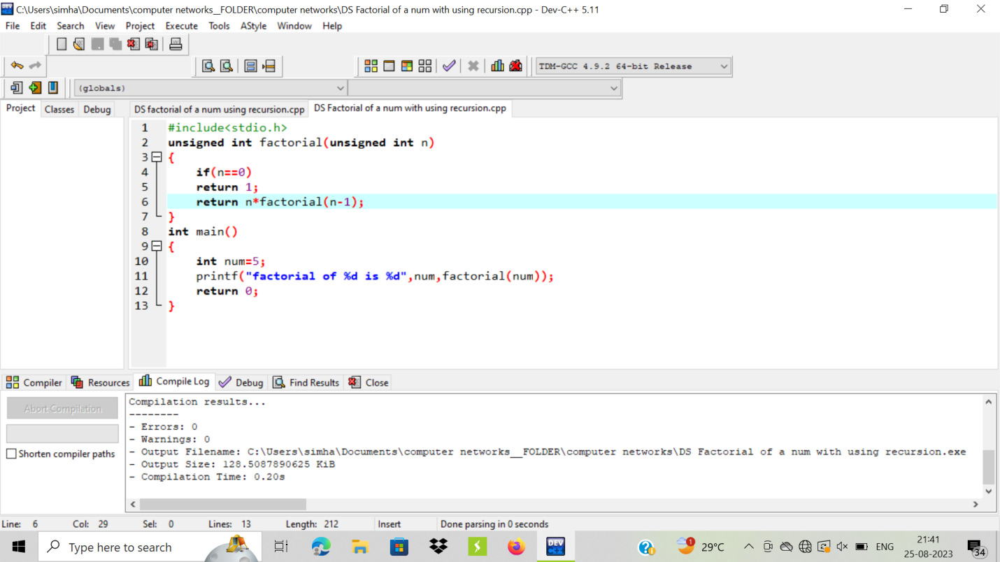 C:\Users\simha\Documents\computer networks__FOLDER\computer networks\DS Factorial of a num with using recursion.cpp - Dev-C++ 5.11
File Edit Search View Project Execute Tools AStyle Window Help
TDM-GCC 4.9.2 64-bit Release
(globals)
Project Classes Debug DS factorial of a num using recursion.cpp DS Factorial of a num with using recursion.cpp
1 #include<stdio.h>
2 unsigned int factorial(unsigned int n)
3 {
4 if(n==0)
5 return 1;
6 return n*factorial(n-1);
7 }
8 int main()
9 {
10 int num=5;
11 printf("factorial of %d is %d",num,factorial(num));
12 return 0;
13 }
Compiler Resources Compile Log Debug Find Results Close
Abort Compilation
Shorten compiler paths
Compilation results...
--------
- Errors: 0
- Warnings: 0
- Output Filename: C:\Users\simha\Documents\computer networks__FOLDER\computer networks\DS Factorial of a num with using recursion.exe
- Output Size: 128.5087890625 KiB
- Compilation Time: 0.20s
Line: 6 Col: 29 Sel: 0 Lines: 13 Length: 212 Insert Done parsing in 0 seconds
Type here to search DEV C++ 1 29°C ENG 21:41
25-08-2023 34